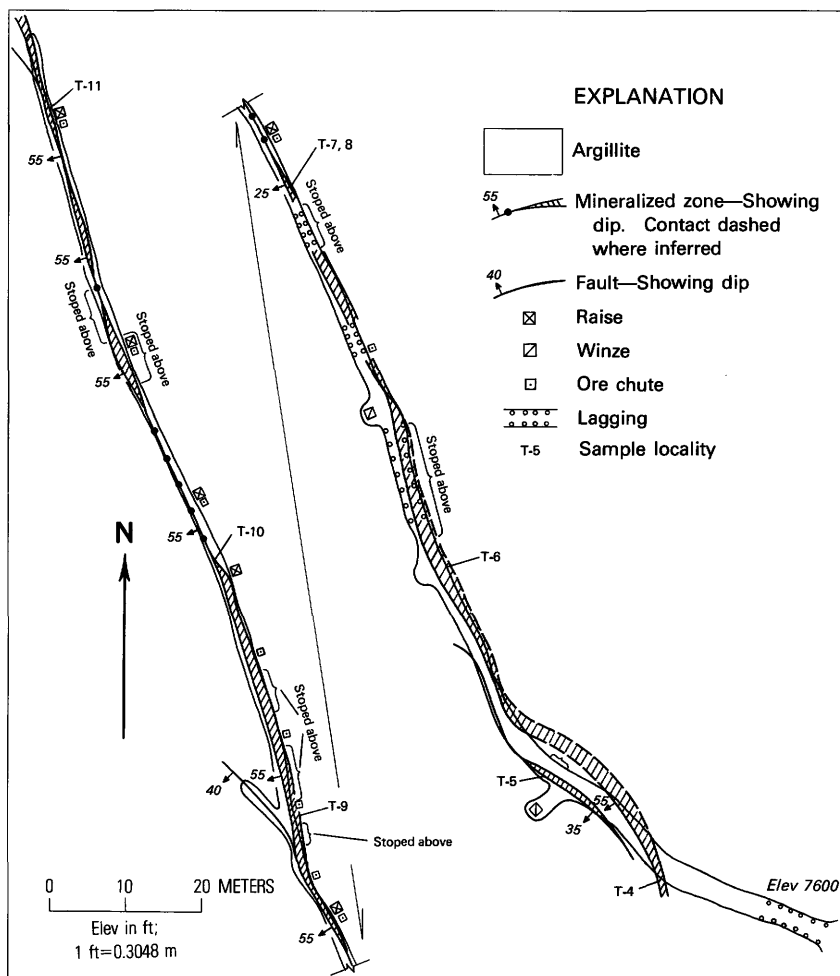 EXPLANATION
Argillite
55
Mineralized zone—Showing
dip. Contact dashed
where inferred
40
Fault—Showing dip
Raise
Winze
Ore chute
Lagging
T-5 Sample locality
T-11
55
55
Stoped above
Stoped above
55
55
T-10
N
Stoped above
55
40
T-9
Stoped above
55
0 10 20 METERS
Elev in ft;
1 ft=0.3048 m
T-7, 8
25
Stoped above
Stoped above
T-6
T-5
55
35
T-4
Elev 7600